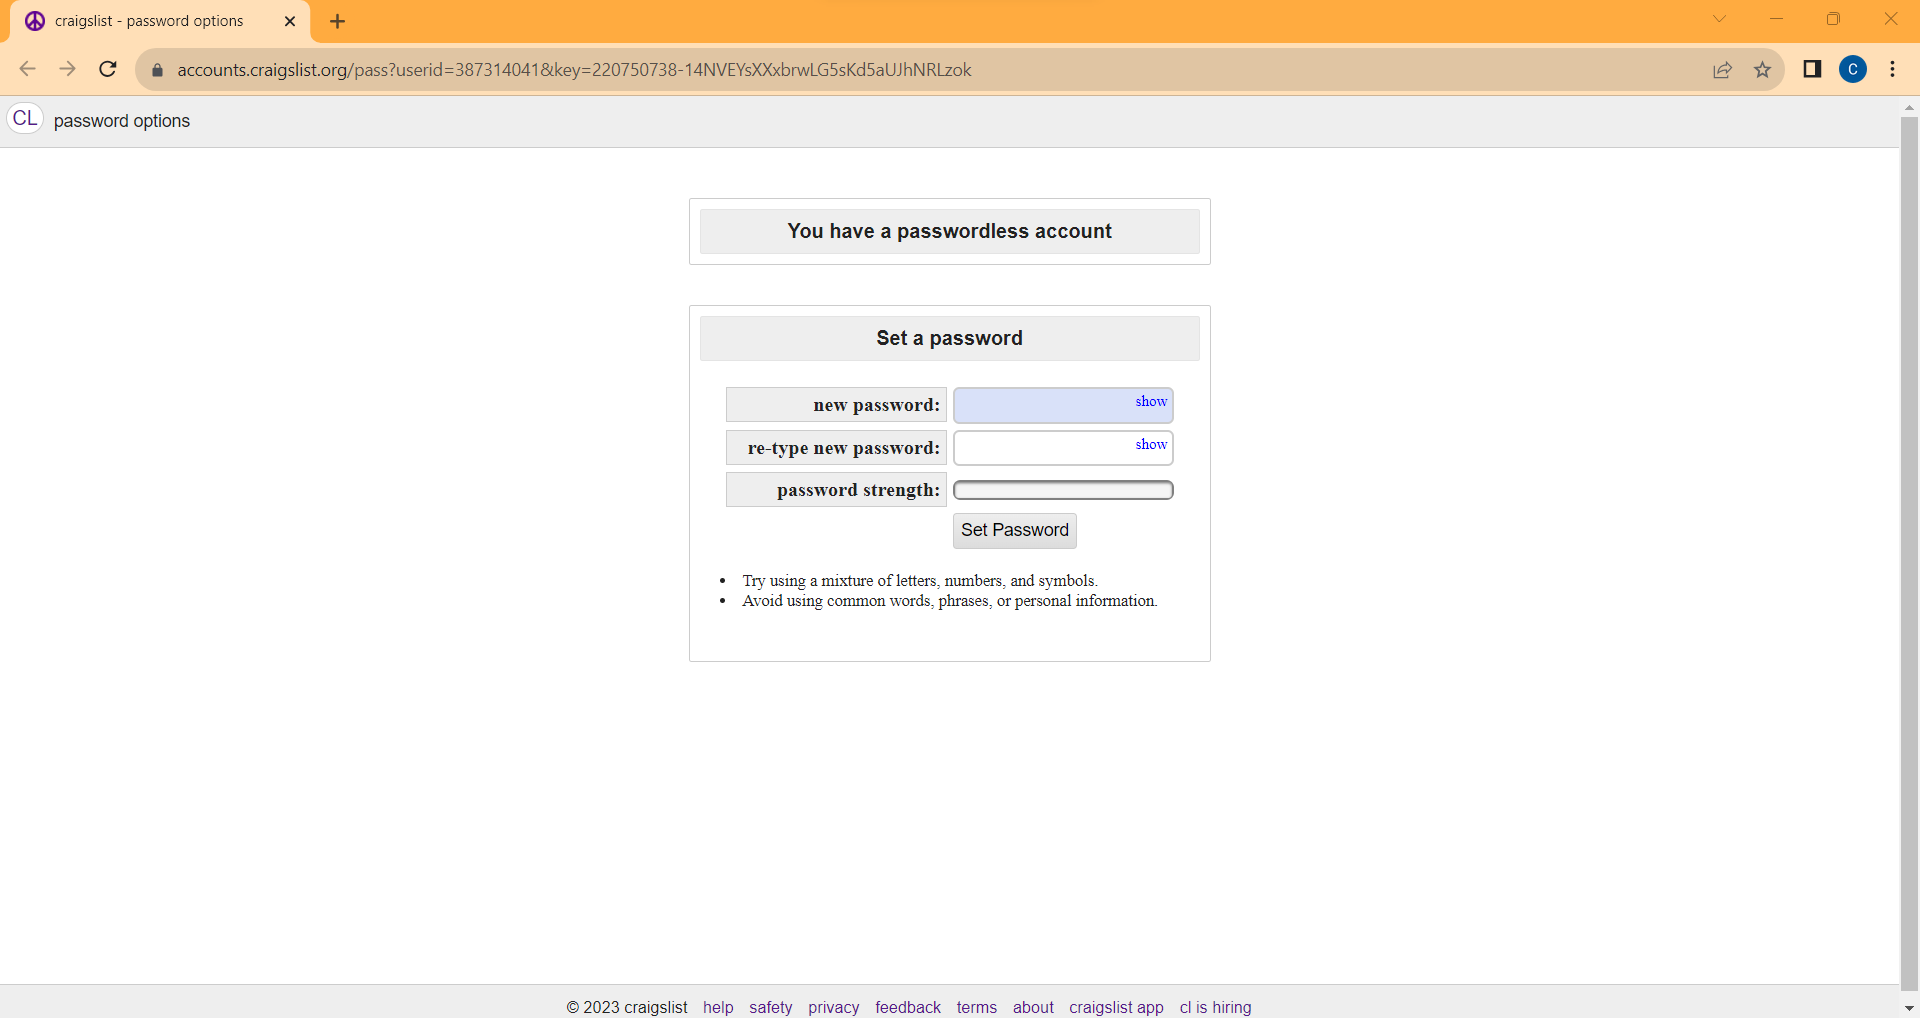 craigslist - password options
accounts.craigslist.org/pass?userid=387314041&key=220750738-14NVEYsXXxbrwLG5sKd5aUJhNRLzok
C
CL password options
You have a passwordless account
Set a password
new password: show
re-type new password: show
password strength:
Set Password
• Try using a mixture of letters, numbers, and symbols.
• Avoid using common words, phrases, or personal information.
© 2023 craigslist help safety privacy feedback terms about craigslist app cl is hiring